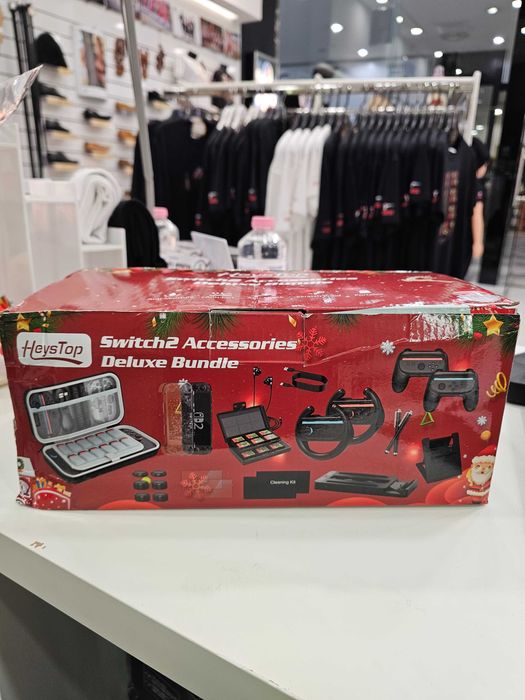 HeysTop
Switch2 Accessories
Deluxe Bundle
Cleaning Kit